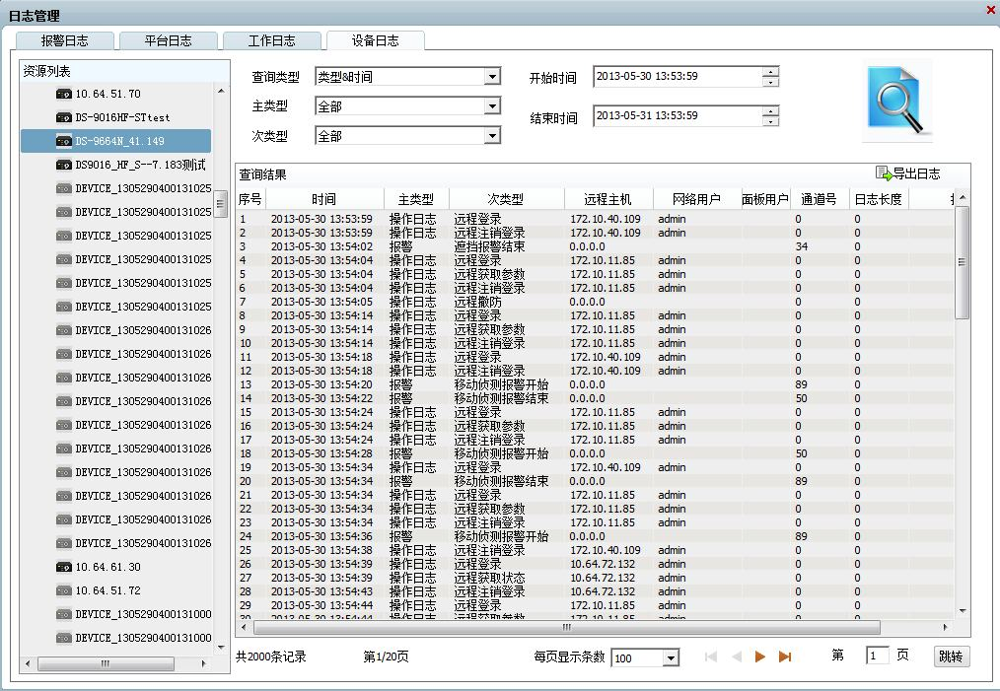 日志管理
报警日志 平台日志 工作日志 设备日志
资源列表
10.64.51.70
DS-9016HF-STtest
DS-9664N_41.149
DS9016_HF_S--7.183测试
DEVICE_1305290400131025
DEVICE_1305290400131025
DEVICE_1305290400131025
DEVICE_1305290400131025
DEVICE_1305290400131025
DEVICE_1305290400131025
DEVICE_1305290400131026
DEVICE_1305290400131026
DEVICE_1305290400131026
DEVICE_1305290400131026
DEVICE_1305290400131026
DEVICE_1305290400131026
DEVICE_1305290400131026
DEVICE_1305290400131026
DEVICE_1305290400131026
DEVICE_1305290400131026
10.64.61.30
10.64.51.72
DEVICE_1305290400131000
DEVICE_1305290400131000
查询类型 类型&时间 开始时间 2013-05-30 13:53:59
主类型 全部
结束时间 2013-05-31 13:53:59
次类型 全部
查询结果 导出日志
序号 时间 主类型 次类型 远程主机 网络用户 面板用户 通道号 日志长度
1 2013-05-30 13:53:59 操作日志 远程登录 172.10.40.109 admin 0 0
2 2013-05-30 13:53:59 操作日志 远程注销登录 172.10.40.109 admin 0 0
3 2013-05-30 13:54:02 报警 遮挡报警结束 0.0.0.0 34 0
4 2013-05-30 13:54:04 操作日志 远程登录 172.10.11.85 admin 0 0
5 2013-05-30 13:54:04 操作日志 远程获取参数 172.10.11.85 admin 0 0
6 2013-05-30 13:54:04 操作日志 远程注销登录 172.10.11.85 admin 0 0
7 2013-05-30 13:54:05 操作日志 远程撤防 0.0.0.0 0 0
8 2013-05-30 13:54:14 操作日志 远程登录 172.10.11.85 admin 0 0
9 2013-05-30 13:54:14 操作日志 远程获取参数 172.10.11.85 admin 0 0
10 2013-05-30 13:54:14 操作日志 远程注销登录 172.10.11.85 admin 0 0
11 2013-05-30 13:54:18 操作日志 远程登录 172.10.40.109 admin 0 0
12 2013-05-30 13:54:18 操作日志 远程注销登录 172.10.40.109 admin 0 0
13 2013-05-30 13:54:20 报警 移动侦测报警开始 0.0.0.0 89 0
14 2013-05-30 13:54:22 报警 移动侦测报警结束 0.0.0.0 50 0
15 2013-05-30 13:54:24 操作日志 远程登录 172.10.11.85 admin 0 0
16 2013-05-30 13:54:24 操作日志 远程获取参数 172.10.11.85 admin 0 0
17 2013-05-30 13:54:24 操作日志 远程注销登录 172.10.11.85 admin 0 0
18 2013-05-30 13:54:28 报警 移动侦测报警开始 0.0.0.0 50 0
19 2013-05-30 13:54:34 操作日志 远程登录 172.10.40.109 admin 0 0
20 2013-05-30 13:54:34 报警 移动侦测报警结束 0.0.0.0 89 0
21 2013-05-30 13:54:34 操作日志 远程登录 172.10.11.85 admin 0 0
22 2013-05-30 13:54:34 操作日志 远程获取参数 172.10.11.85 admin 0 0
23 2013-05-30 13:54:34 操作日志 远程注销登录 172.10.11.85 admin 0 0
24 2013-05-30 13:54:36 报警 移动侦测报警开始 0.0.0.0 89 0
25 2013-05-30 13:54:38 操作日志 远程注销登录 172.10.40.109 admin 0 0
26 2013-05-30 13:54:39 操作日志 远程登录 10.64.72.132 admin 0 0
27 2013-05-30 13:54:39 操作日志 远程获取状态 10.64.72.132 admin 0 0
28 2013-05-30 13:54:43 操作日志 远程注销登录 10.64.72.132 admin 0 0
29 2013-05-30 13:54:44 操作日志 远程登录 172.10.11.85 admin 0 0
30 2013-05-30 13:54:44 操作日志 远程获取参数 172.10.11.85 admin 0 0
共2000条记录 第1/20页 每页显示条数 100 第 1 页 跳转